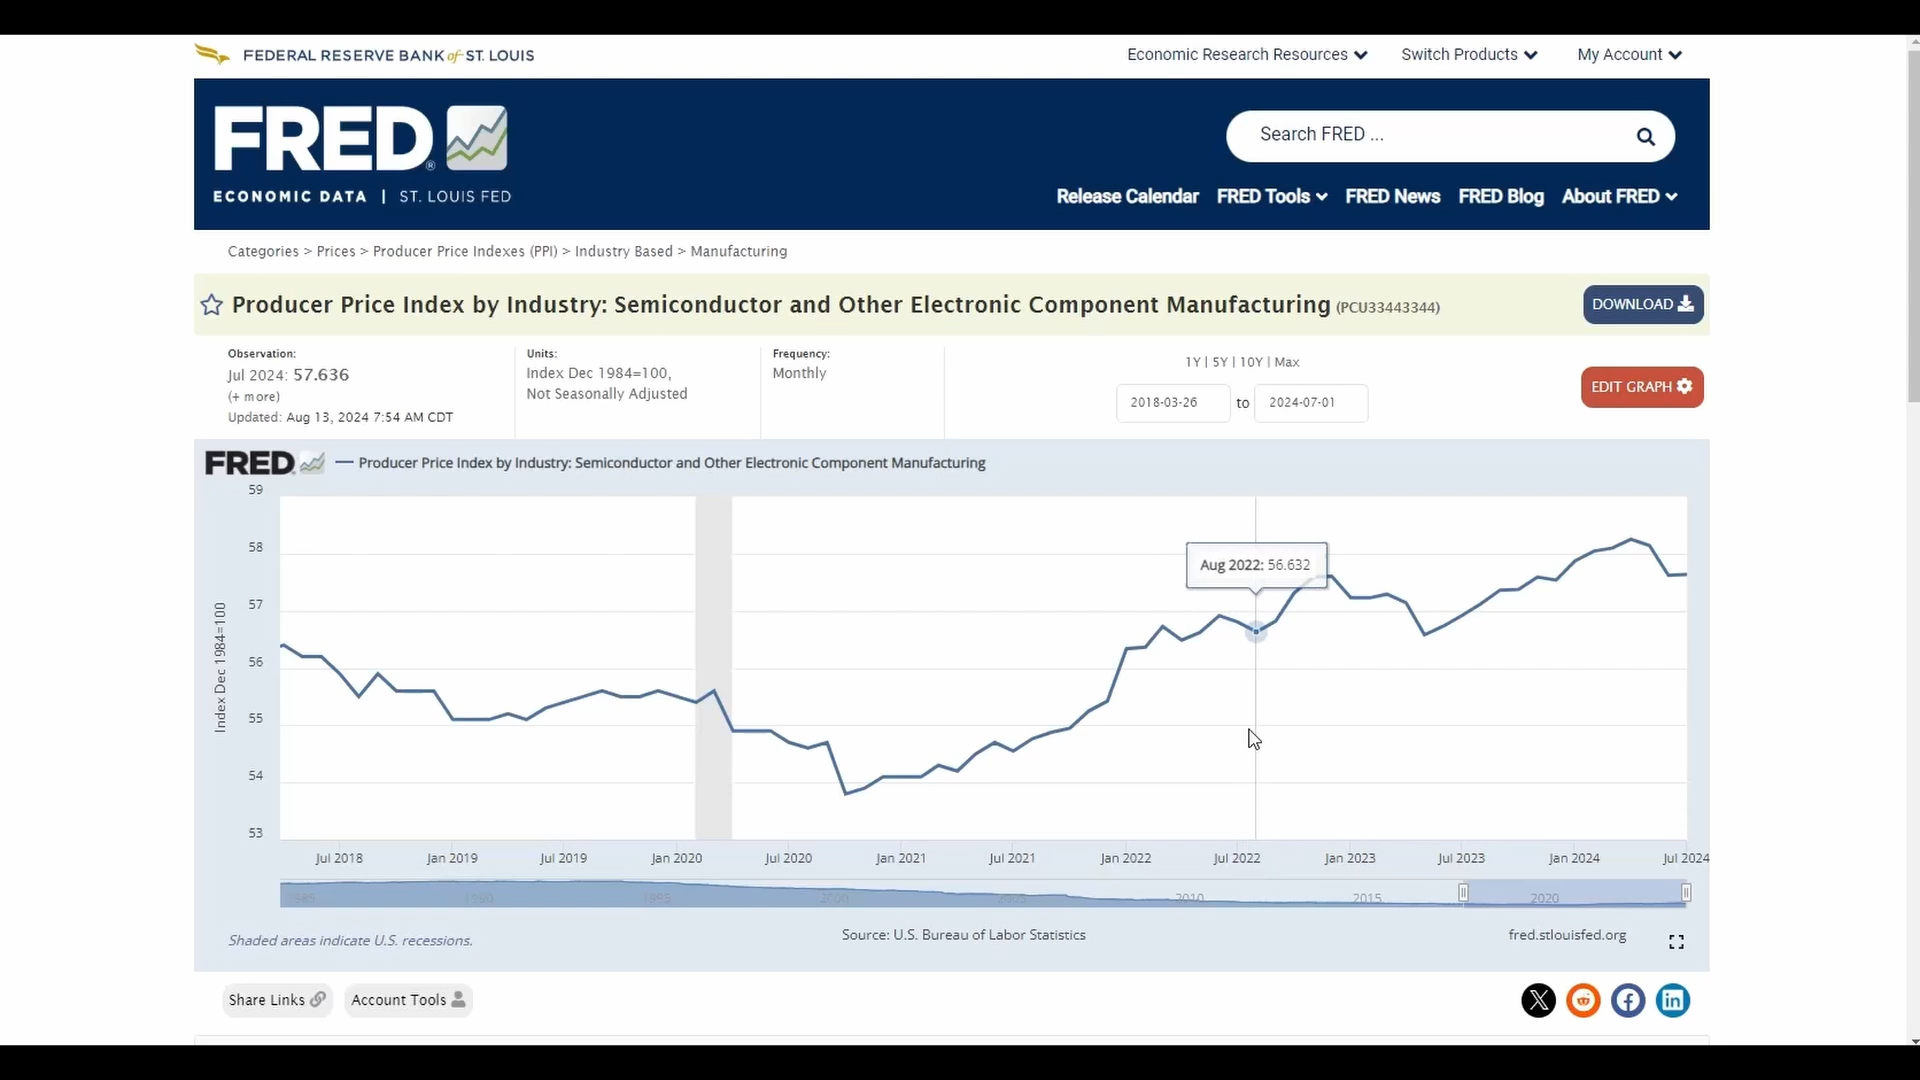 FEDERAL RESERVE BANK of ST. LOUIS
Economic Research Resources Switch Products My Account
FRED®
ECONOMIC DATA | ST. LOUIS FED
Search FRED ...
Release Calendar FRED Tools FRED News FRED Blog About FRED
Categories > Prices > Producer Price Indexes (PPI) > Industry Based > Manufacturing
Producer Price Index by Industry: Semiconductor and Other Electronic Component Manufacturing (PCU33443344)
DOWNLOAD
Observation:
Jul 2024: 57.636
(+ more)
Updated: Aug 13, 2024 7:54 AM CDT
Units:
Index Dec 1984=100,
Not Seasonally Adjusted
Frequency:
Monthly
1Y | 5Y | 10Y | Max
2018-03-26 to 2024-07-01
EDIT GRAPH
FRED — Producer Price Index by Industry: Semiconductor and Other Electronic Component Manufacturing
59
58
57
56
55
54
53
Index Dec 1984=100
Aug 2022: 56.632
Jul 2018 Jan 2019 Jul 2019 Jan 2020 Jul 2020 Jan 2021 Jul 2021 Jan 2022 Jul 2022 Jan 2023 Jul 2023 Jan 2024 Jul 2024
1990 1995 2000 2005 2010 2015 2020
Shaded areas indicate U.S. recessions.
Source: U.S. Bureau of Labor Statistics
fred.stlouisfed.org
Share Links Account Tools